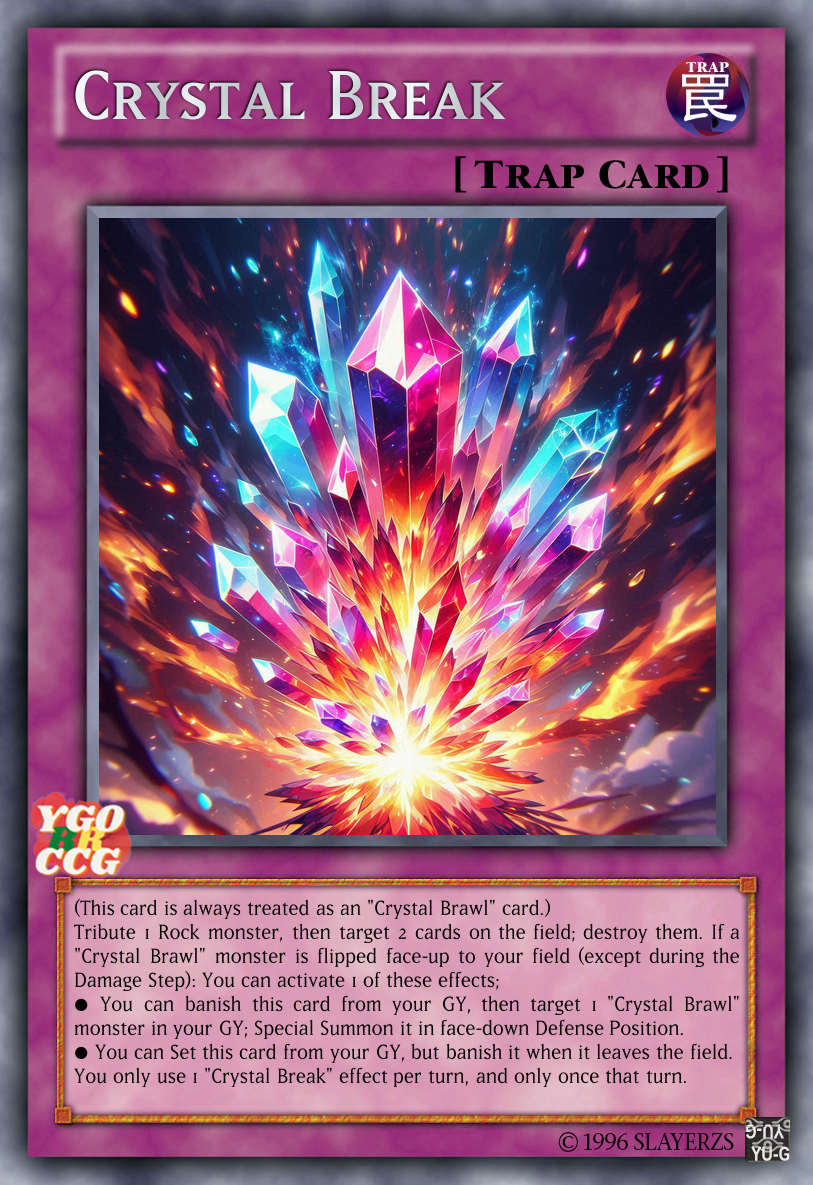 CRYSTAL BREAK
TRAP
罠
[TRAP CARD]
YGO
BR
CCG
(This card is always treated as an "Crystal Brawl" card.)
Tribute 1 Rock monster, then target 2 cards on the field; destroy them. If a
"Crystal Brawl" monster is flipped face-up to your field (except during the
Damage Step): You can activate 1 of these effects;
● You can banish this card from your GY, then target 1 "Crystal Brawl"
monster in your GY; Special Summon it in face-down Defense Position.
● You can Set this card from your GY, but banish it when it leaves the field.
You only use 1 "Crystal Break" effect per turn, and only once that turn.
© 1996 SLAYERZS
YU-G
YU-G